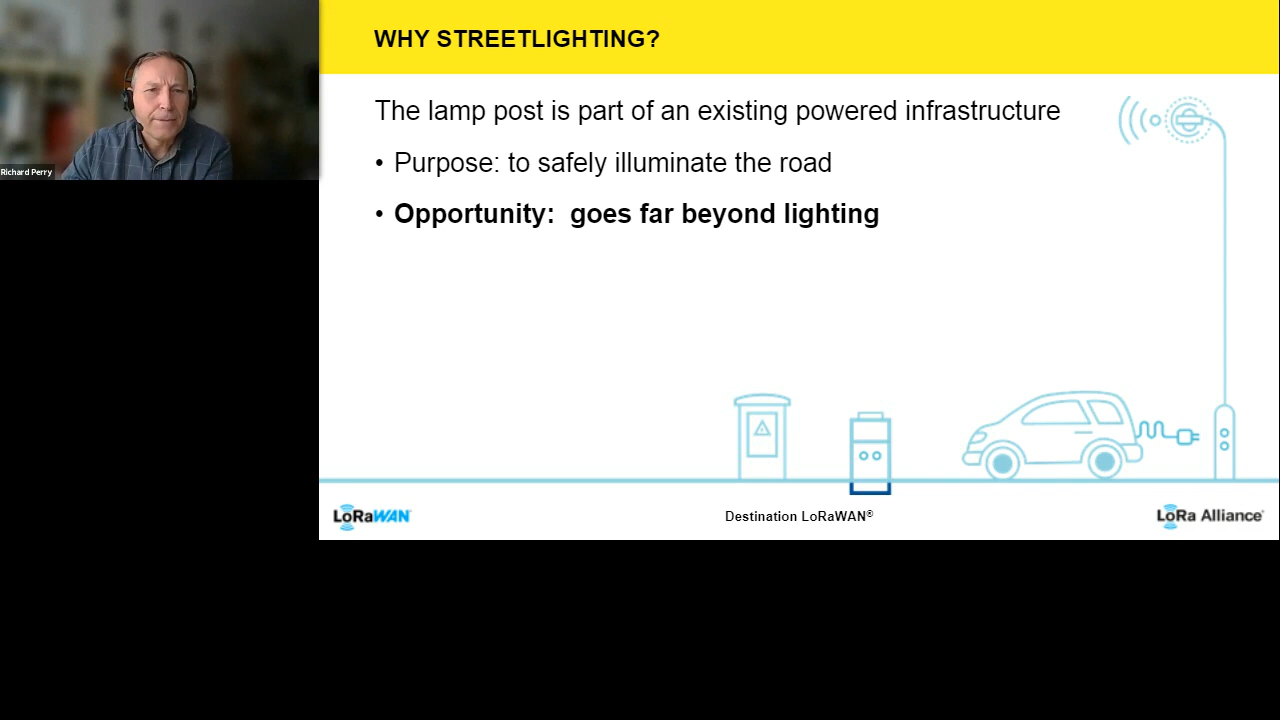 WHY STREETLIGHTING?
Richard Perry
The lamp post is part of an existing powered infrastructure
• Purpose: to safely illuminate the road
• Opportunity:  goes far beyond lighting
LoRaWAN®
Destination LoRaWAN®
LoRa Alliance®